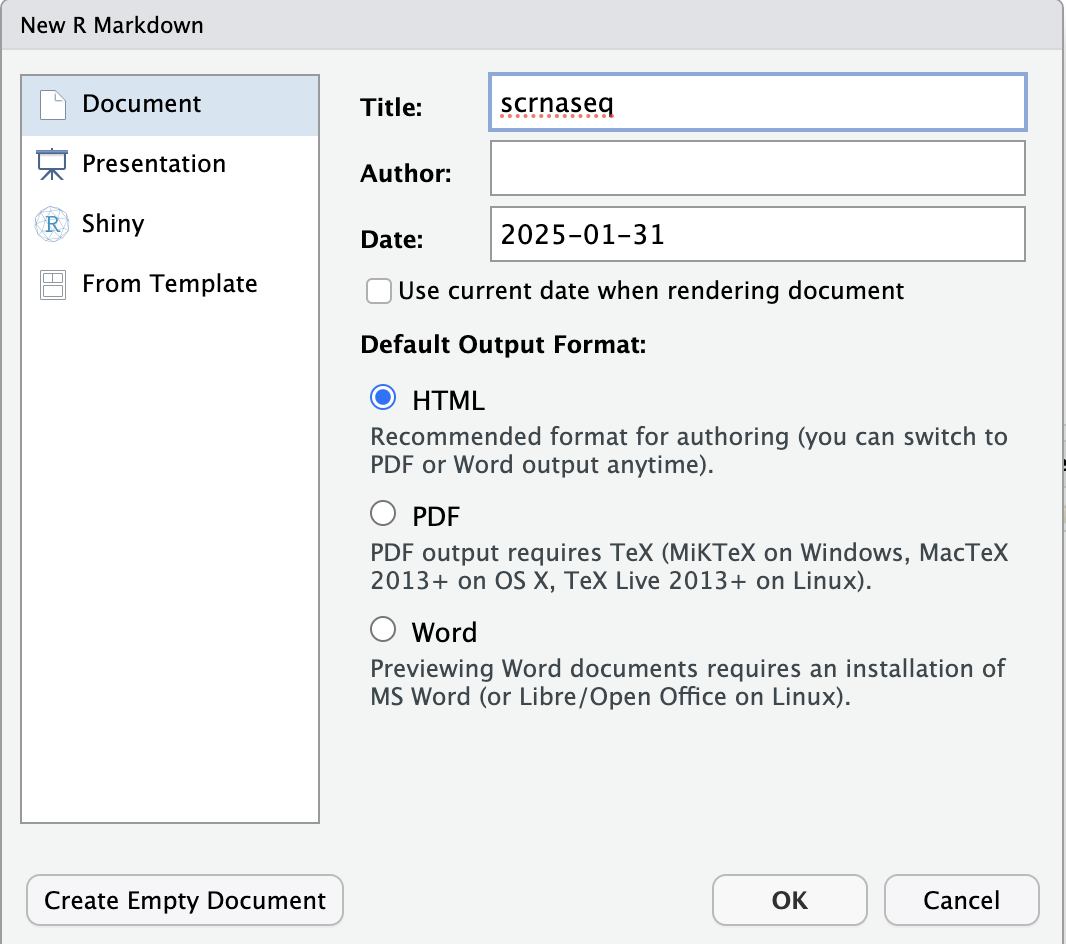 New R Markdown
Document
Presentation
Shiny
From Template
Title:
scrnaseq
Author:
Date:
2025-01-31
Use current date when rendering document
Default Output Format:
HTML
Recommended format for authoring (you can switch to
PDF or Word output anytime).
PDF
PDF output requires TeX (MiKTeX on Windows, MacTeX
2013+ on OS X, TeX Live 2013+ on Linux).
Word
Previewing Word documents requires an installation of
MS Word (or Libre/Open Office on Linux).
Create Empty Document
OK
Cancel